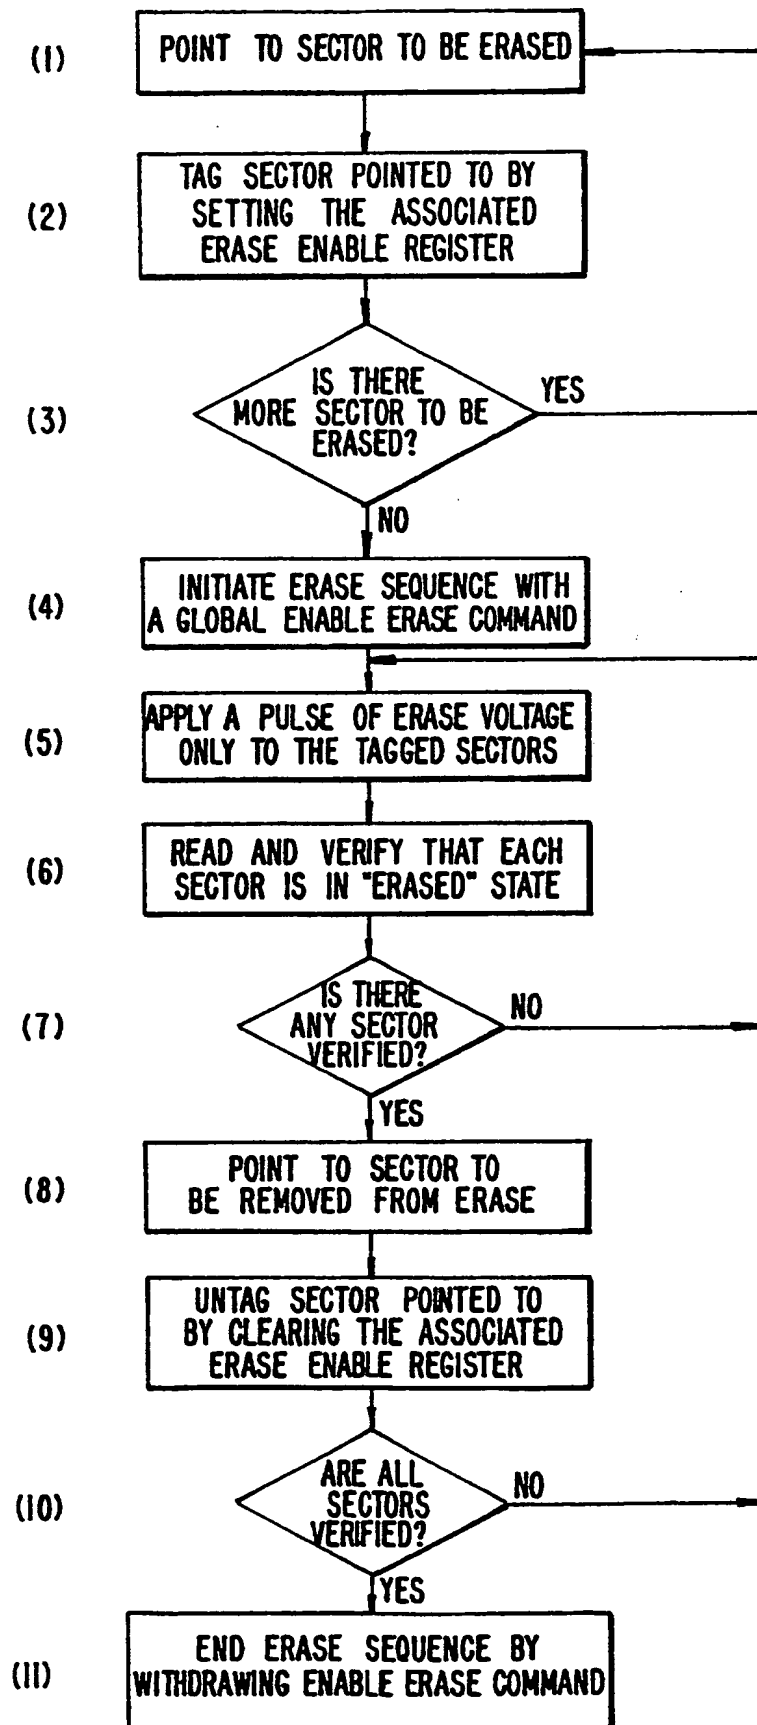 (1)
POINT TO SECTOR TO BE ERASED
(2)
TAG SECTOR POINTED TO BY
SETTING THE ASSOCIATED
ERASE ENABLE REGISTER
(3)
IS THERE
MORE SECTOR TO BE
ERASED?
YES
NO
(4)
INITIATE ERASE SEQUENCE WITH
A GLOBAL ENABLE ERASE COMMAND
(5)
APPLY A PULSE OF ERASE VOLTAGE
ONLY TO THE TAGGED SECTORS
(6)
READ AND VERIFY THAT EACH
SECTOR IS IN "ERASED" STATE
(7)
IS THERE
ANY SECTOR
VERIFIED?
NO
YES
(8)
POINT TO SECTOR TO
BE REMOVED FROM ERASE
(9)
UNTAG SECTOR POINTED TO
BY CLEARING THE ASSOCIATED
ERASE ENABLE REGISTER
(10)
ARE ALL
SECTORS
VERIFIED?
NO
YES
(11)
END ERASE SEQUENCE BY
WITHDRAWING ENABLE ERASE COMMAND